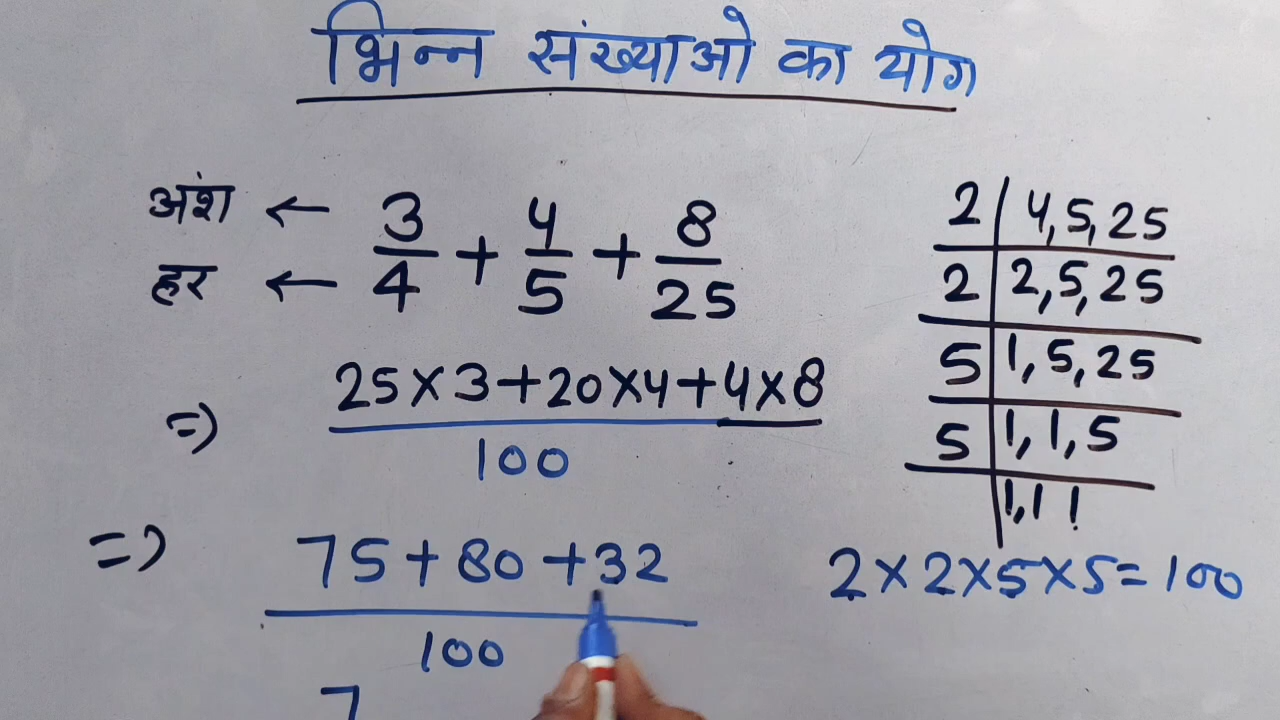 भिन्न संख्याओ का योग
अंश ← 3/4 + 4/5 + 8/25
हर ←
=) 25×3+20×4+4×8
100
=) 75+80+32
100
7
2 | 4,5,25
2 | 2,5,25
5 | 1,5,25
5 | 1,1,5
1,1 1
2×2×5×5=100